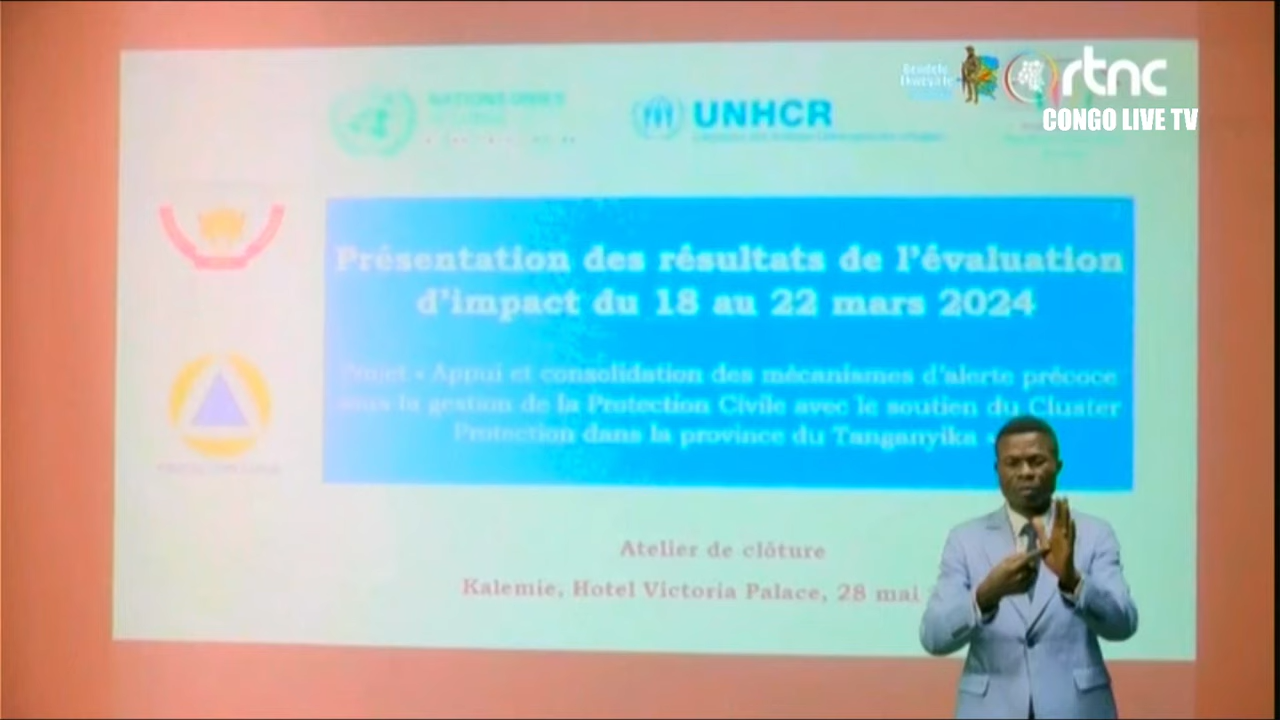 rtnc
CONGO LIVE TV
NATIONS UNIES
UNHCR
Présentation des résultats de l'évaluation
d'impact du 18 au 22 mars 2024
Projet « Appui et consolidation des mécanismes d'alerte précoce
sous la gestion de la Protection Civile avec le soutien du Cluster
Protection dans la province du Tanganyika »
Atelier de clôture
Kalemie, Hotel Victoria Palace, 28 mai